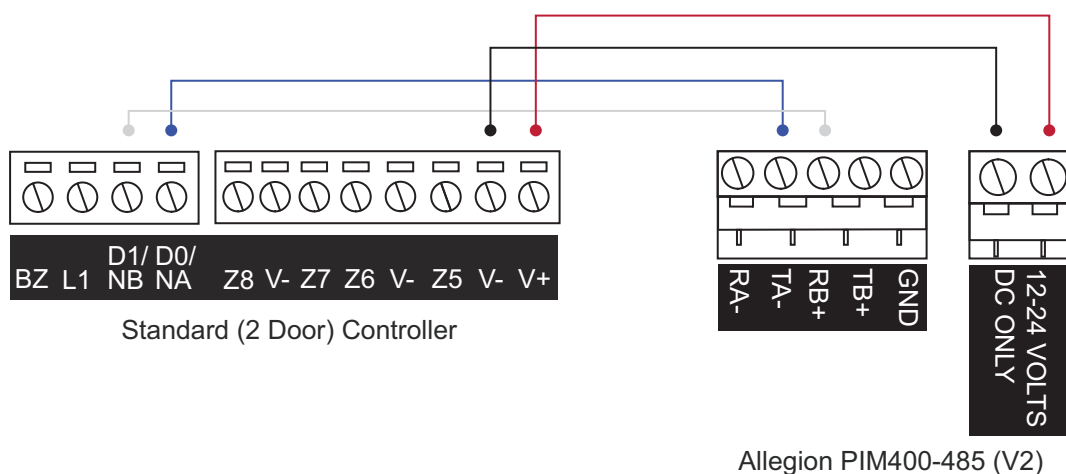 D1/ D0/
BZ L1 NB NA Z8 V- Z7 Z6 V- Z5 V- V+
Standard (2 Door) Controller
RA-
TA-
RB+
TB+
GND
12-24 VOLTS
DC ONLY
Allegion PIM400-485 (V2)